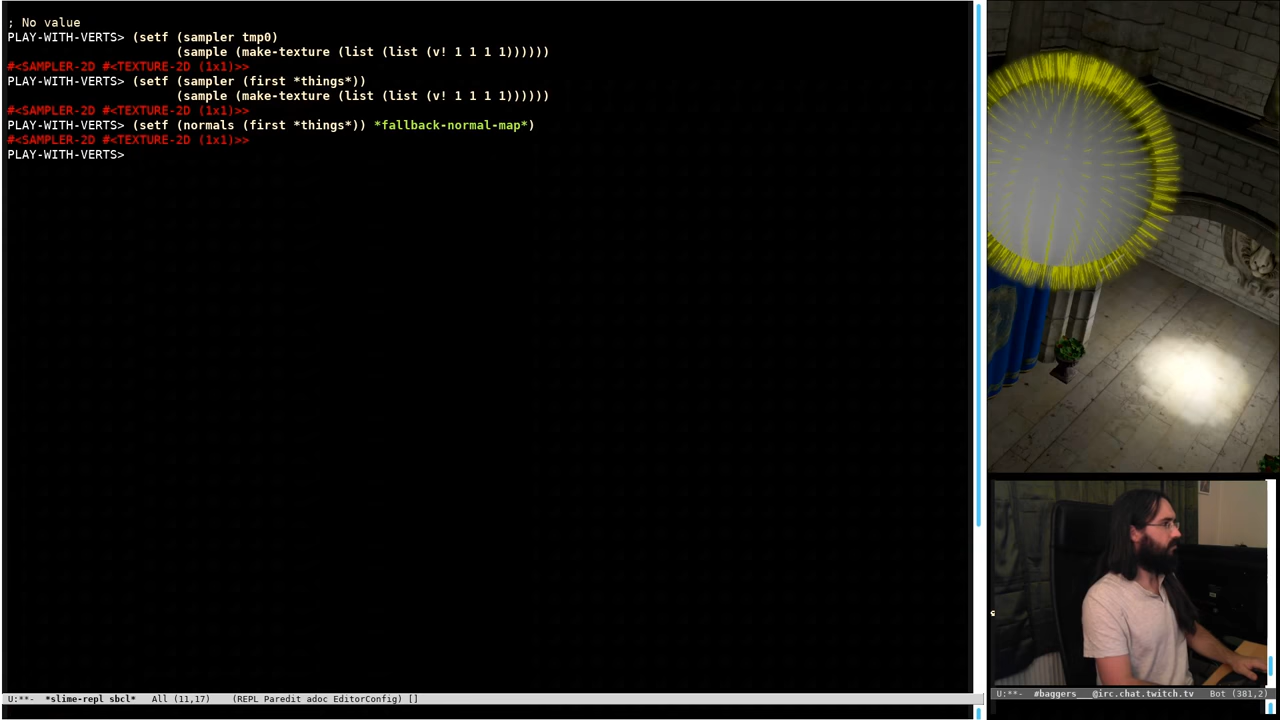 ; No value
PLAY-WITH-VERTS> (setf (sampler tmp0)
(sample (make-texture (list (list (v! 1 1 1 1))))))
#<SAMPLER-2D #<TEXTURE-2D (1x1)>>
PLAY-WITH-VERTS> (setf (sampler (first *things*))
(sample (make-texture (list (list (v! 1 1 1 1))))))
#<SAMPLER-2D #<TEXTURE-2D (1x1)>>
PLAY-WITH-VERTS> (setf (normals (first *things*)) *fallback-normal-map*)
#<SAMPLER-2D #<TEXTURE-2D (1x1)>>
PLAY-WITH-VERTS>
U:**-  *slime-repl sbcl*   All (11,17)    (REPL Paredit adoc EditorConfig) []
U:**-  #baggers___@irc.chat.twitch.tv   Bot (381,2)